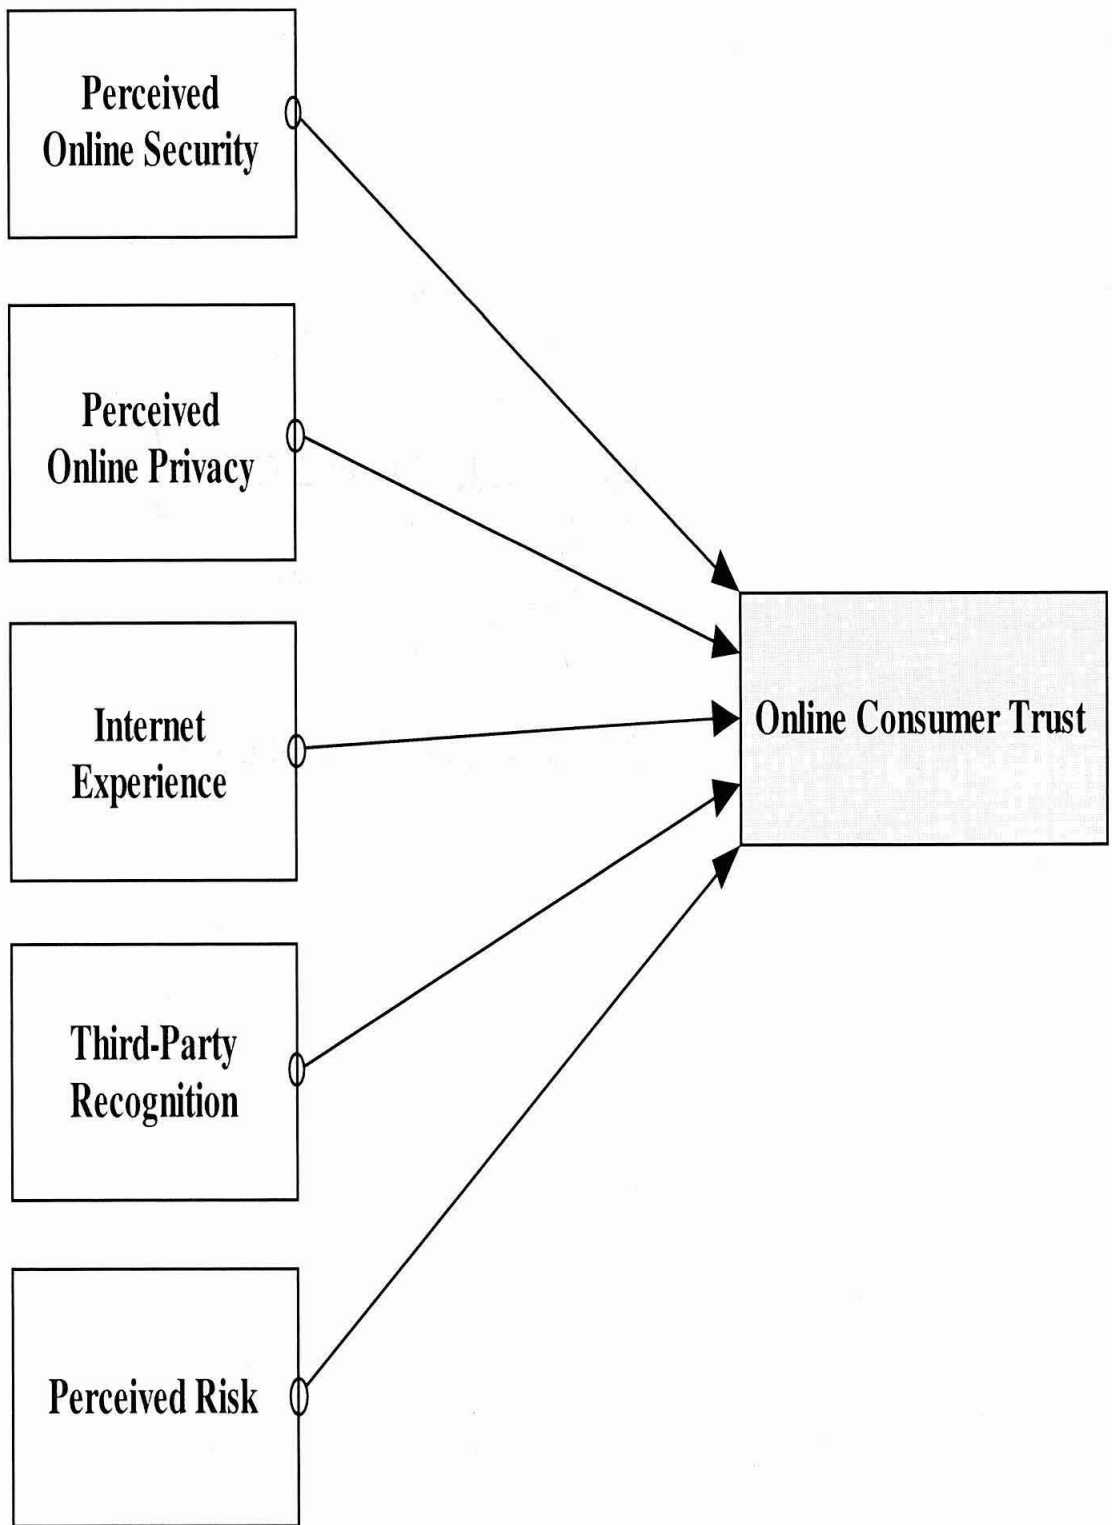 Perceived
Online Security
Perceived
Online Privacy
Internet
Experience
Online Consumer Trust
Third-Party
Recognition
Perceived Risk